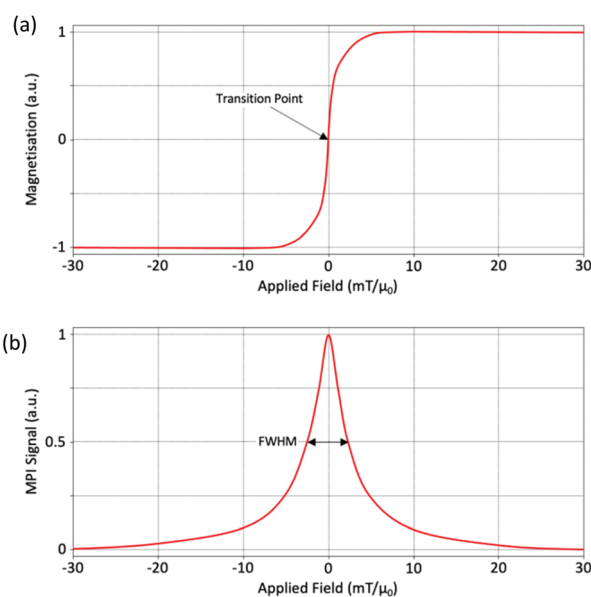 (a)
Magnetisation (a.u.)
1
0
-1
Transition Point
-30 -20 -10 0 10 20 30
Applied Field (mT/μ₀)
(b)
MPI Signal (a.u.)
1
0.5
0
FWHM
-30 -20 -10 0 10 20 30
Applied Field (mT/μ₀)